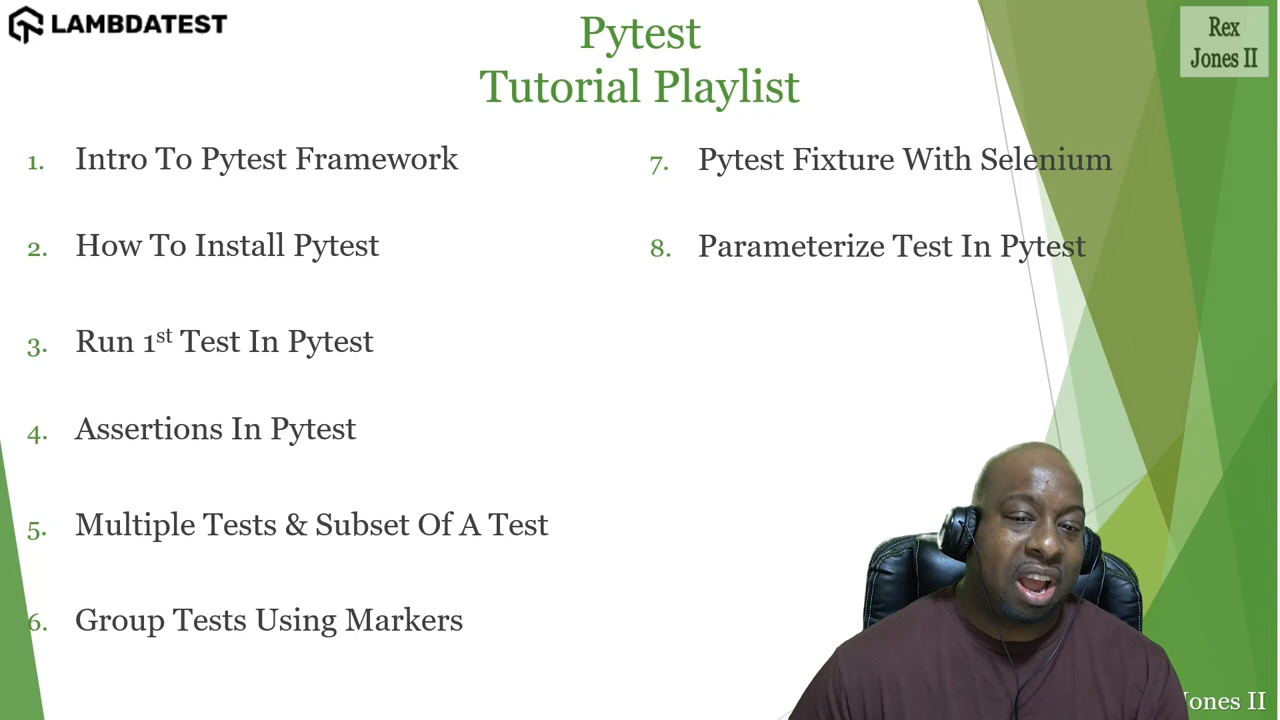 LAMBDATEST
Pytest
Tutorial Playlist
Rex
Jones II
1. Intro To Pytest Framework
2. How To Install Pytest
3. Run 1st Test In Pytest
4. Assertions In Pytest
5. Multiple Tests & Subset Of A Test
6. Group Tests Using Markers
7. Pytest Fixture With Selenium
8. Parameterize Test In Pytest
Jones II